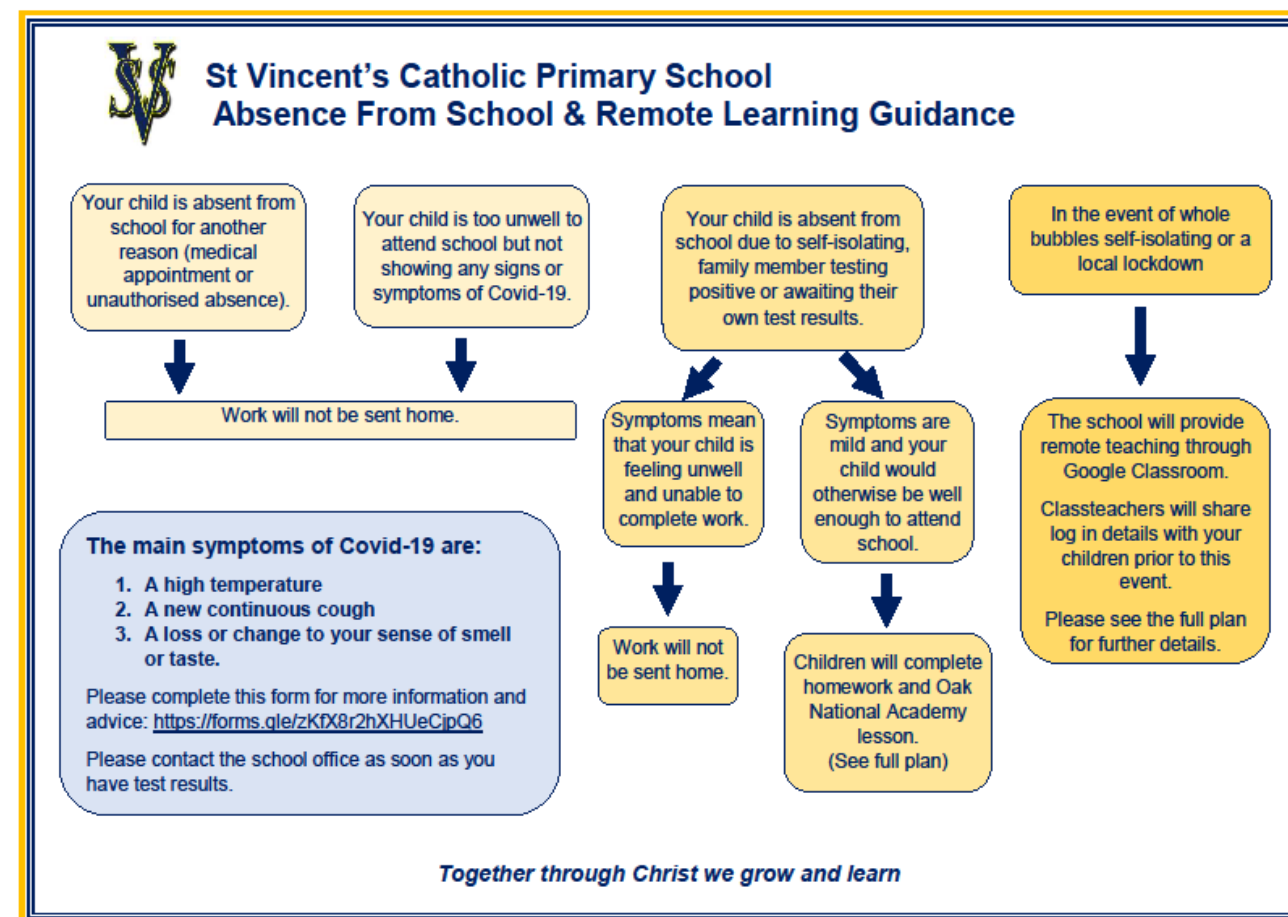 VSS
St Vincent's Catholic Primary School
Absence From School & Remote Learning Guidance
Your child is absent from
school for another
reason (medical
appointment or
unauthorised absence).
Your child is too unwell to
attend school but not
showing any signs or
symptoms of Covid-19.
Work will not be sent home.
Your child is absent from
school due to self-isolating,
family member testing
positive or awaiting their
own test results.
Symptoms mean
that your child is
feeling unwell
and unable to
complete work.
Work will not
be sent home.
Symptoms are
mild and your
child would
otherwise be well
enough to attend
school.
Children will complete
homework and Oak
National Academy
lesson.
(See full plan)
In the event of whole
bubbles self-isolating or a
local lockdown
The school will provide
remote teaching through
Google Classroom.
Classteachers will share
log in details with your
children prior to this
event.
Please see the full plan
for further details.
The main symptoms of Covid-19 are:
1. A high temperature
2. A new continuous cough
3. A loss or change to your sense of smell
or taste.
Please complete this form for more information and
advice: https://forms.gle/zKfX8r2hXHUeCjpQ6
Please contact the school office as soon as you
have test results.
Together through Christ we grow and learn